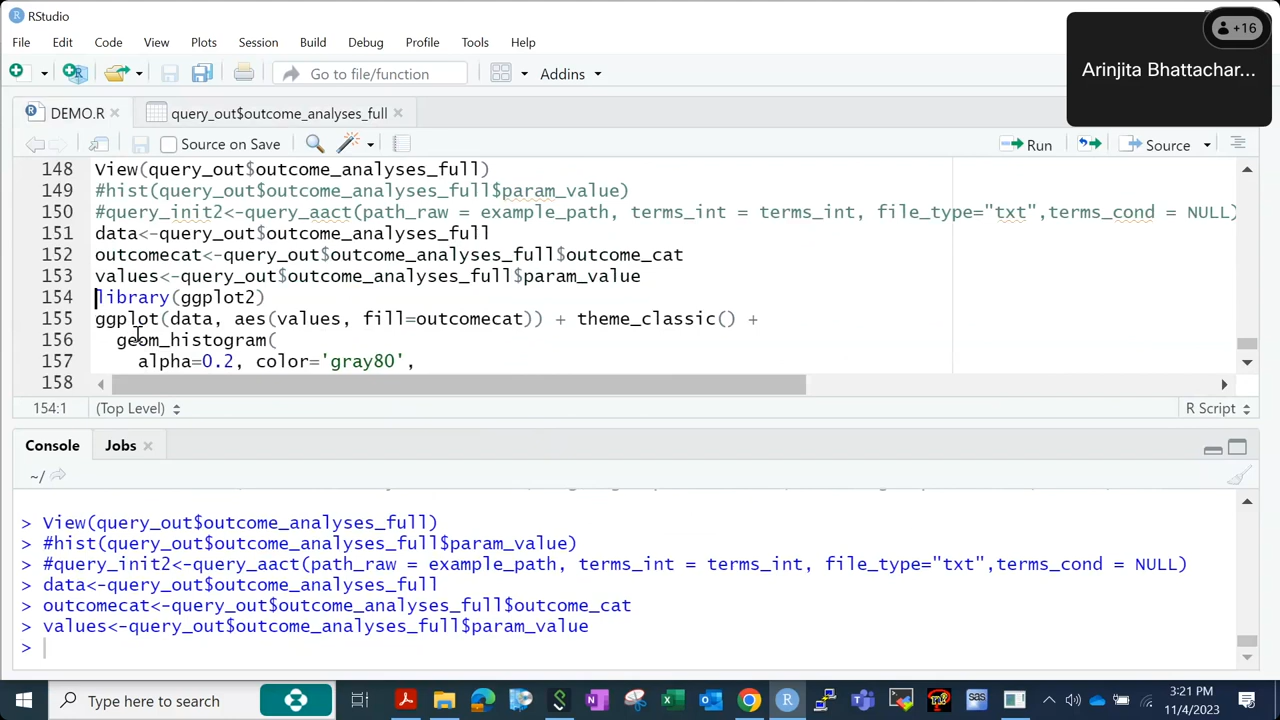 RStudio
+16
Arinjita Bhattachar...
File Edit Code View Plots Session Build Debug Profile Tools Help
Go to file/function Addins
DEMO.R query_out$outcome_analyses_full
Source on Save Run Source
148 View(query_out$outcome_analyses_full)
149 #hist(query_out$outcome_analyses_full$param_value)
150 #query_init2<-query_aact(path_raw = example_path, terms_int = terms_int, file_type="txt",terms_cond = NULL)
151 data<-query_out$outcome_analyses_full
152 outcomecat<-query_out$outcome_analyses_full$outcome_cat
153 values<-query_out$outcome_analyses_full$param_value
154 library(ggplot2)
155 ggplot(data, aes(values, fill=outcomecat)) + theme_classic() +
156 geom_histogram(
157 alpha=0.2, color='gray80',
158
154:1 (Top Level) R Script
Console Jobs
~/
> View(query_out$outcome_analyses_full)
> #hist(query_out$outcome_analyses_full$param_value)
> #query_init2<-query_aact(path_raw = example_path, terms_int = terms_int, file_type="txt",terms_cond = NULL)
> data<-query_out$outcome_analyses_full
> outcomecat<-query_out$outcome_analyses_full$outcome_cat
> values<-query_out$outcome_analyses_full$param_value
>
Type here to search
3:21 PM
11/4/2023